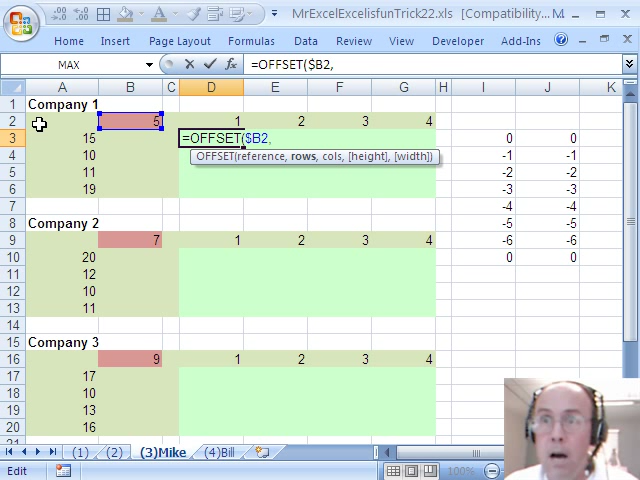 MrExcelExcelisfunTrick22.xls [Compatibility...
Home Insert Page Layout Formulas Data Review View Developer Add-Ins
MAX =OFFSET($B2,
A B C D E F G H I J K
1 Company 1
2 5 1 2 3 4
3 15 =OFFSET($B2, 0 0
OFFSET(reference, rows, cols, [height], [width])
4 10 -1 -1
5 11 -2 -2
6 19 -3 -3
7 -4 -4
8 Company 2 -5 -5
9 7 1 2 3 4 -6 -6
10 20 0 0
11 12
12 10
13 11
14
15 Company 3
16 9 1 2 3 4
17 17
18 10
19 13
20 16
21
(1) (2) (3)Mike (4)Bill
Edit 100%